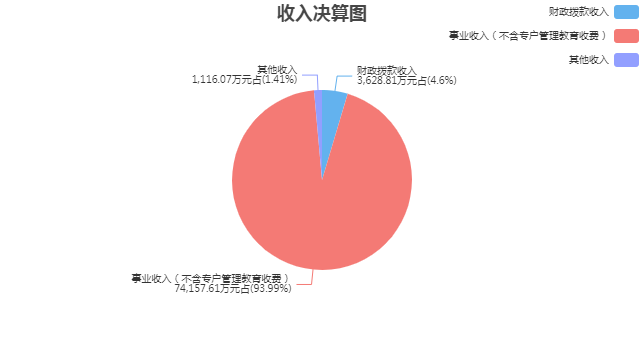 收入决算图
财政拨款收入
事业收入（不含专户管理教育收费）
其他收入
其他收入
1,116.07万元占(1.41%)
财政拨款收入
3,628.81万元占(4.6%)
事业收入（不含专户管理教育收费）
74,157.61万元占(93.99%)